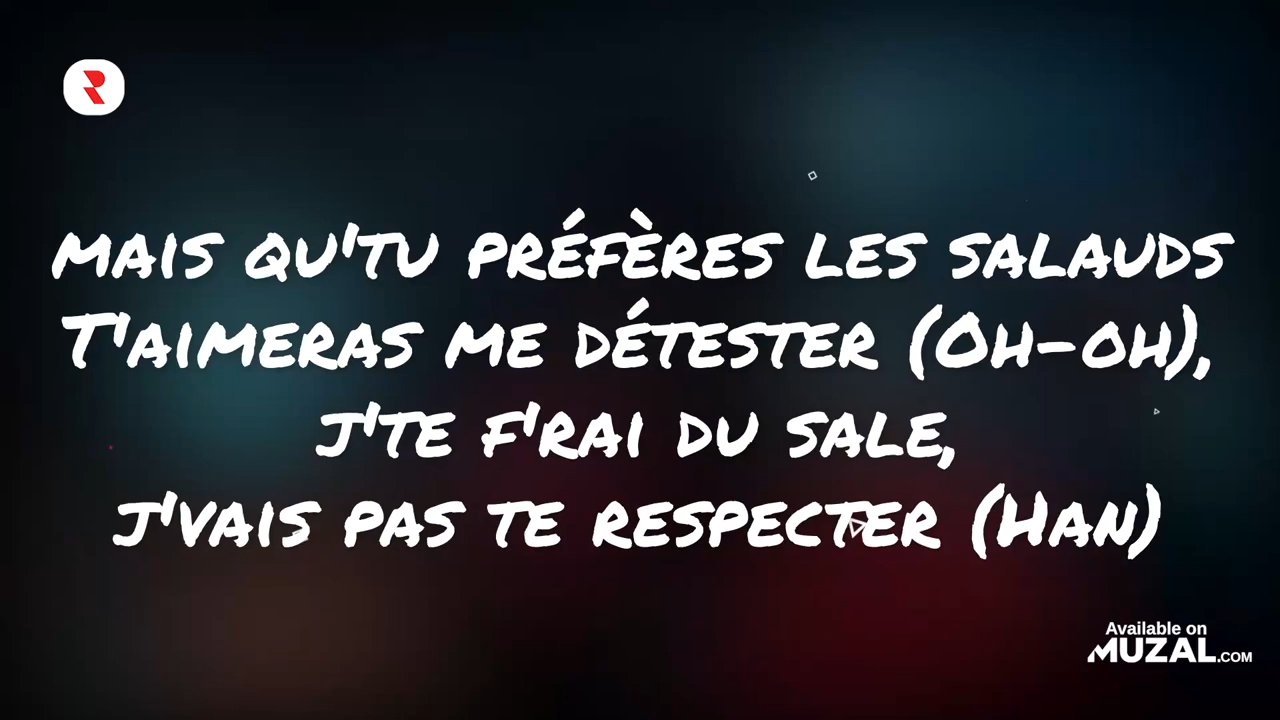 MAIS QU'TU PRÉFÈRES LES SALAUDS
T'AIMERAS ME DÉTESTER (OH-OH),
J'TE F'RAI DU SALE,
J'VAIS PAS TE RESPECTER (HAN)
Available on
MUZAL.COM